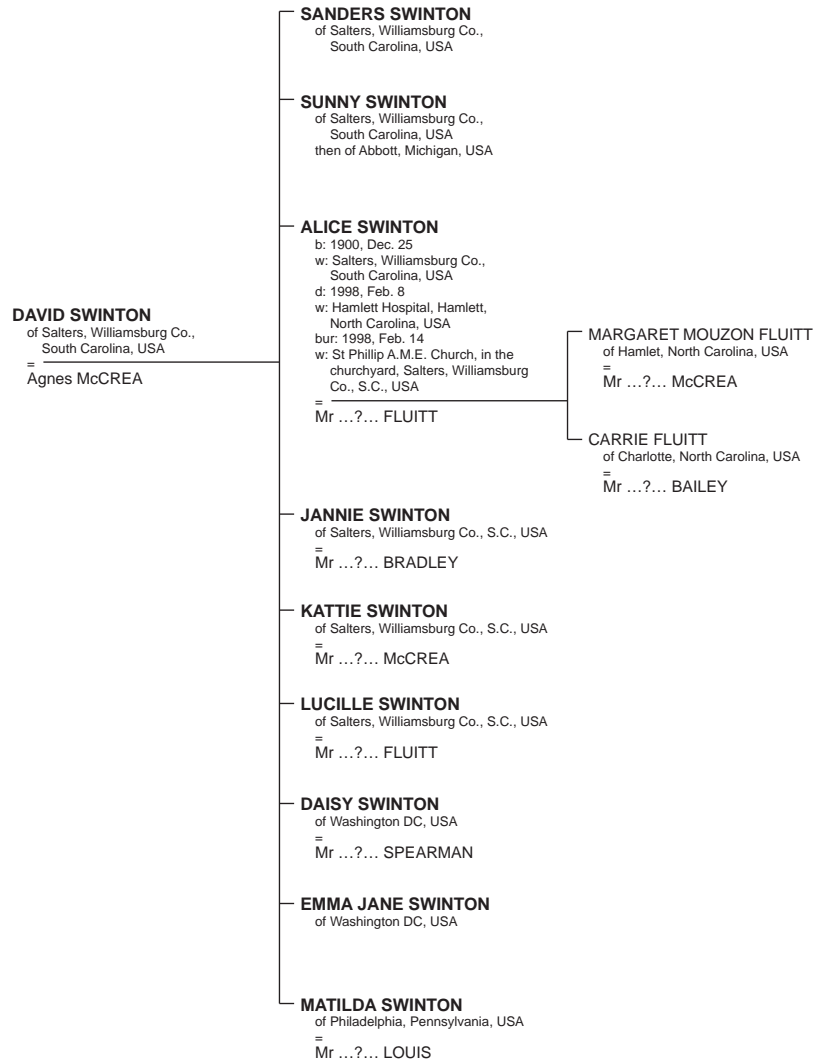 SANDERS SWINTON
of Salters, Williamsburg Co.,
South Carolina, USA
SUNNY SWINTON
of Salters, Williamsburg Co.,
South Carolina, USA
then of Abbott, Michigan, USA
ALICE SWINTON
b: 1900, Dec. 25
w: Salters, Williamsburg Co.,
South Carolina, USA
d: 1998, Feb. 8
w: Hamlett Hospital, Hamlet,
North Carolina, USA
bur: 1998, Feb. 14
w: St Phillip A.M.E. Church, in the
churchyard, Salters, Williamsburg
Co., S.C., USA
=
Mr ...?... FLUITT
DAVID SWINTON
of Salters, Williamsburg Co.,
South Carolina, USA
=
Agnes McCREA
MARGARET MOUZON FLUITT
of Hamlet, North Carolina, USA
=
Mr ...?... McCREA
CARRIE FLUITT
of Charlotte, North Carolina, USA
=
Mr ...?... BAILEY
JANNIE SWINTON
of Salters, Williamsburg Co., S.C., USA
=
Mr ...?... BRADLEY
KATTIE SWINTON
of Salters, Williamsburg Co., S.C., USA
=
Mr ...?... McCREA
LUCILLE SWINTON
of Salters, Williamsburg Co., S.C., USA
=
Mr ...?... FLUITT
DAISY SWINTON
of Washington DC, USA
=
Mr ...?... SPEARMAN
EMMA JANE SWINTON
of Washington DC, USA
MATILDA SWINTON
of Philadelphia, Pennsylvania, USA
=
Mr ...?... LOUIS